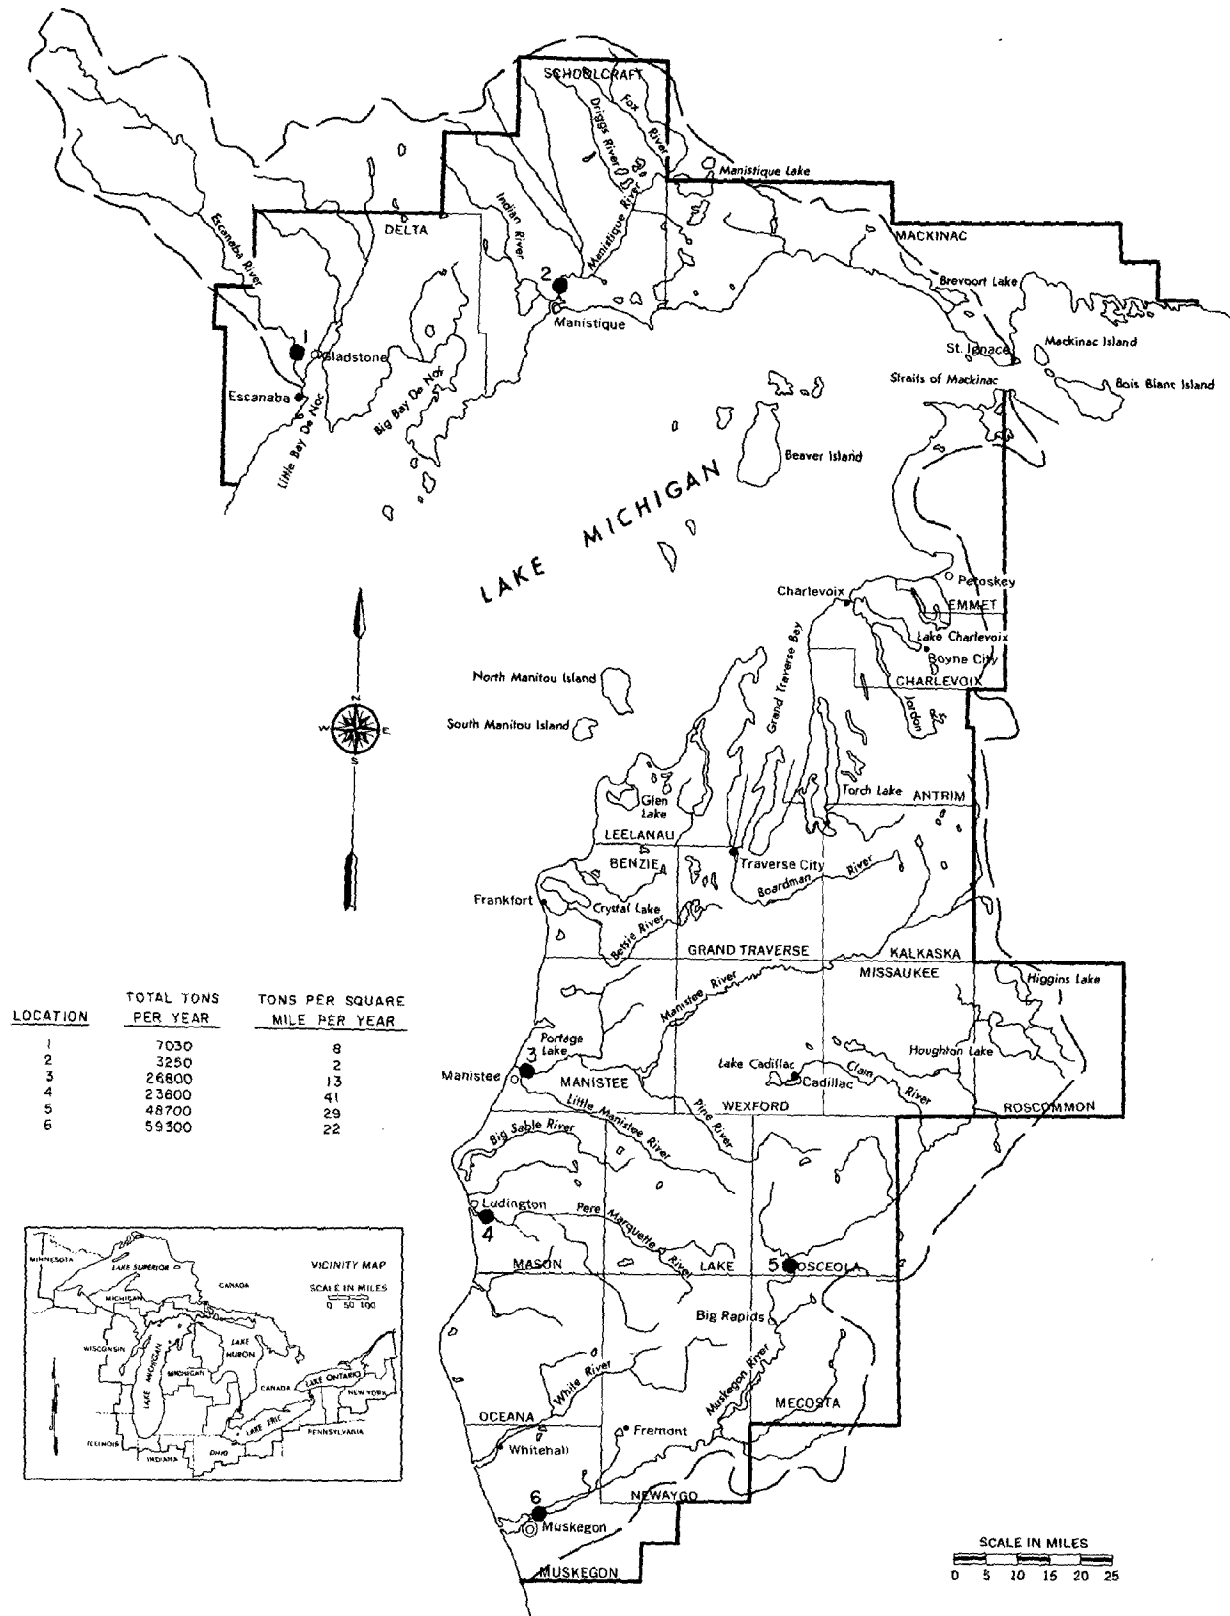 SCHOOLCRAFT
Driggs River
Fox River
Manistique Lake
Indian River
Manistique River
Escanaba River
DELTA
MACKINAC
2
Manistique
Brevoort Lake
1
Gladstone
St. Ignace
Mackinac Island
Straits of Mackinac
Bois Blanc Island
Escanaba
Little Bay De Noc
Big Bay De Noc
Beaver Island
LAKE MICHIGAN
Petoskey
Charlevoix
EMMET
Lake Charlevoix
Boyne City
CHARLEVOIX
Jordon
Grand Traverse Bay
North Manitou Island
South Manitou Island
N
W E
S
Glen
Lake
Torch Lake
ANTRIM
LEELANAU
BENZIE
Traverse City
Boardman River
Frankfort
Crystal Lake
Betsie River
GRAND TRAVERSE
KALKASKA
MISSAUKEE
Higgins Lake
Manistee River
Houghton Lake
Portage
Lake
3
Manistee
MANISTEE
Lake Cadillac
Cadillac
Clam River
WEXFORD
ROSCOMMON
Little Manistee River
Pine River
Big Sable River
Ludington
4
Pere Marquette River
MASON
LAKE
5
OSCEOLA
Big Rapids
White River
Muskegon River
MECOSTA
OCEANA
Whitehall
Fremont
NEWAYGO
6
Muskegon
MUSKEGON
LOCATION TOTAL TONS PER YEAR TONS PER SQUARE MILE PER YEAR
1 7030 8
2 3250 2
3 26800 13
4 23600 41
5 48700 29
6 59300 22
VICINITY MAP
SCALE IN MILES
0 50 100
MINNESOTA
LAKE SUPERIOR
CANADA
MICHIGAN
WISCONSIN
LAKE MICHIGAN
LAKE
HURON
MICHIGAN
CANADA
LAKE ONTARIO
NEW YORK
LAKE ERIE
PENNSYLVANIA
ILLINOIS
INDIANA
OHIO
SCALE IN MILES
0 5 10 15 20 25